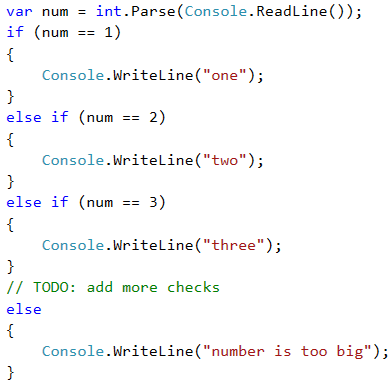 var num = int.Parse(Console.ReadLine());
if (num == 1)
{
    Console.WriteLine("one");
}
else if (num == 2)
{
    Console.WriteLine("two");
}
else if (num == 3)
{
    Console.WriteLine("three");
}
// TODO: add more checks
else
{
    Console.WriteLine("number is too big");
}